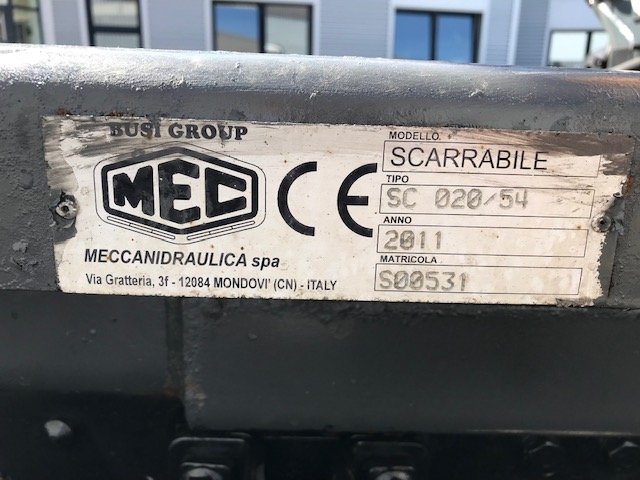 BUSI GROUP
MEC
MECCANIDRAULICA spa
Via Gratteria, 3f - 12084 MONDOVI' (CN) - ITALY
CE
MODELLO
SCARRABILE
TIPO
SC 020/54
ANNO
2011
MATRICOLA
S00531